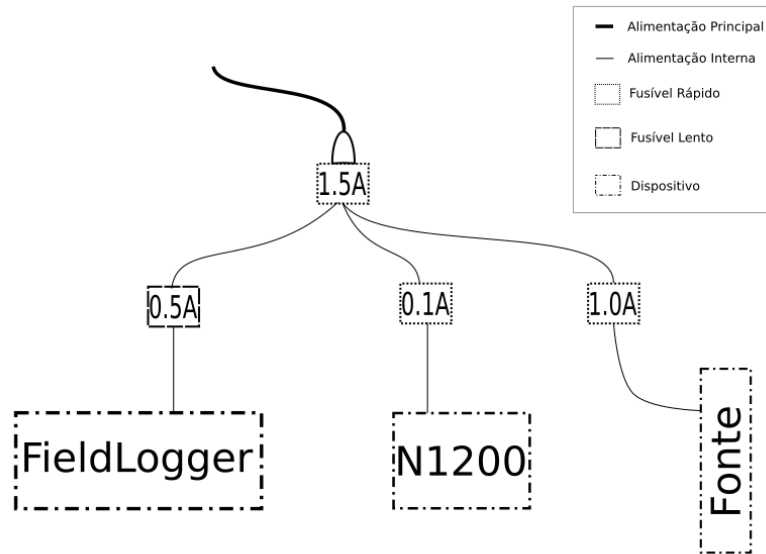 Alimentação Principal
Alimentação Interna
Fusível Rápido
Fusível Lento
Dispositivo
1.5A
0.5A
0.1A
1.0A
FieldLogger
N1200
Fonte